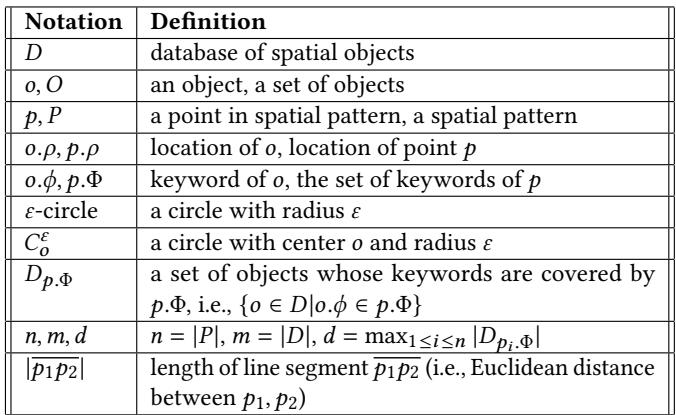 Notation Definition
D database of spatial objects
o, O an object, a set of objects
p, P a point in spatial pattern, a spatial pattern
o.ρ, p.ρ location of o, location of point p
o.ϕ, p.Φ keyword of o, the set of keywords of p
ε-circle a circle with radius ε
C_o^ε a circle with center o and radius ε
D_{p.Φ} a set of objects whose keywords are covered by
p.Φ, i.e., {o ∈ D|o.ϕ ∈ p.Φ}
n, m, d n = |P|, m = |D|, d = max_{1≤i≤n} |D_{p_i.Φ}|
|\overline{p_1p_2}| length of line segment \overline{p_1p_2} (i.e., Euclidean distance
between p_1, p_2)